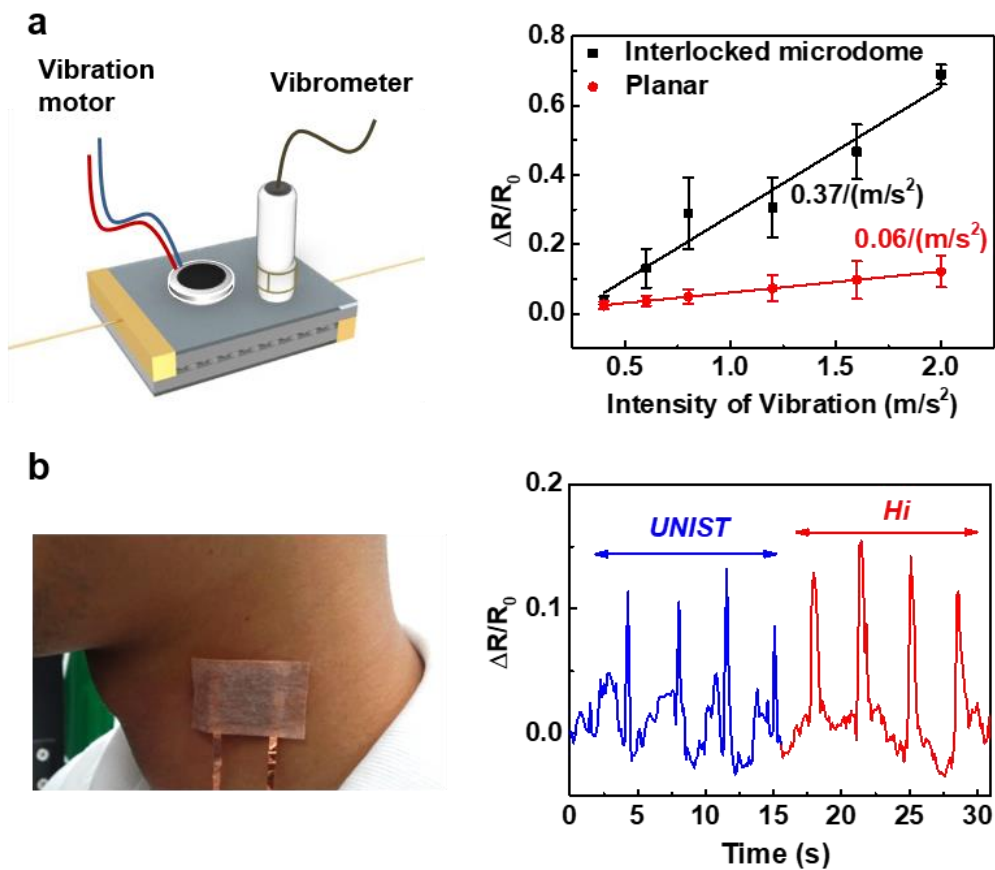 a
Vibration
motor
Vibrometer
ΔR/R₀
0.8
0.6
0.4
0.2
0.0
Interlocked microdome
Planar
0.37/(m/s²)
0.06/(m/s²)
0.5
1.0
1.5
2.0
Intensity of Vibration (m/s²)
b
ΔR/R₀
0.2
0.1
0.0
UNIST
Hi
0
5
10
15
20
25
30
Time (s)